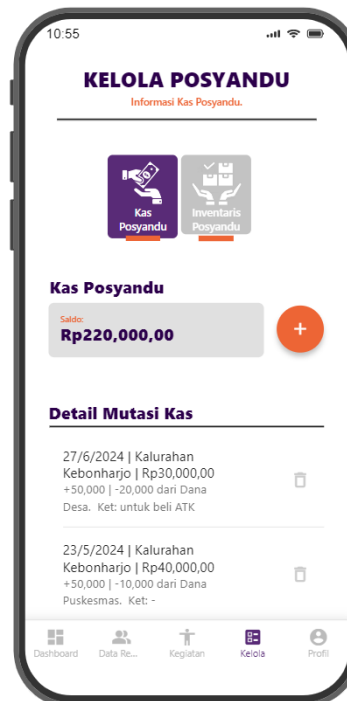 10:55
KELOLA POSYANDU
Informasi Kas Posyandu.
Kas
Posyandu
Inventaris
Posyandu
Kas Posyandu
Saldo:
Rp220,000,00
+
Detail Mutasi Kas
27/6/2024 | Kalurahan
Kebonharjo | Rp30,000,00
+50,000 | -20,000 dari Dana
Desa. Ket: untuk beli ATK
23/5/2024 | Kalurahan
Kebonharjo | Rp40,000,00
+50,000 | -10,000 dari Dana
Puskesmas. Ket: -
Dashboard
Data Re...
Kegiatan
Kelola
Profil